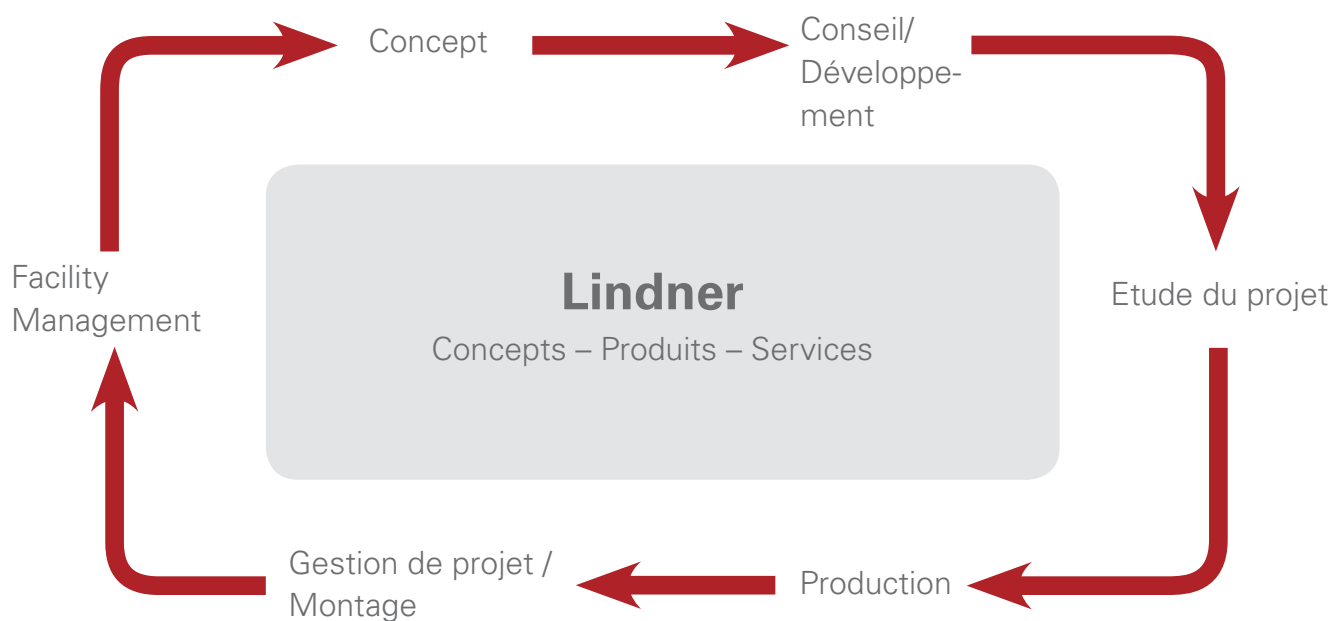 Concept
Conseil/
Développe-
ment
Facility
Management
Lindner
Concepts – Produits – Services
Etude du projet
Gestion de projet /
Montage
Production